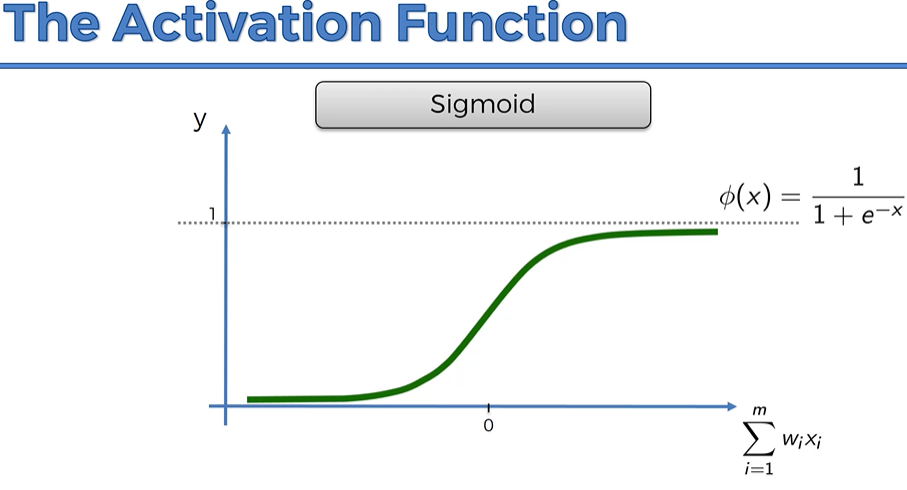 The Activation Function
Sigmoid
y
1
ϕ(x) = 1 / (1 + e^{-x})
0
∑_{i=1}^{m} w_i x_i